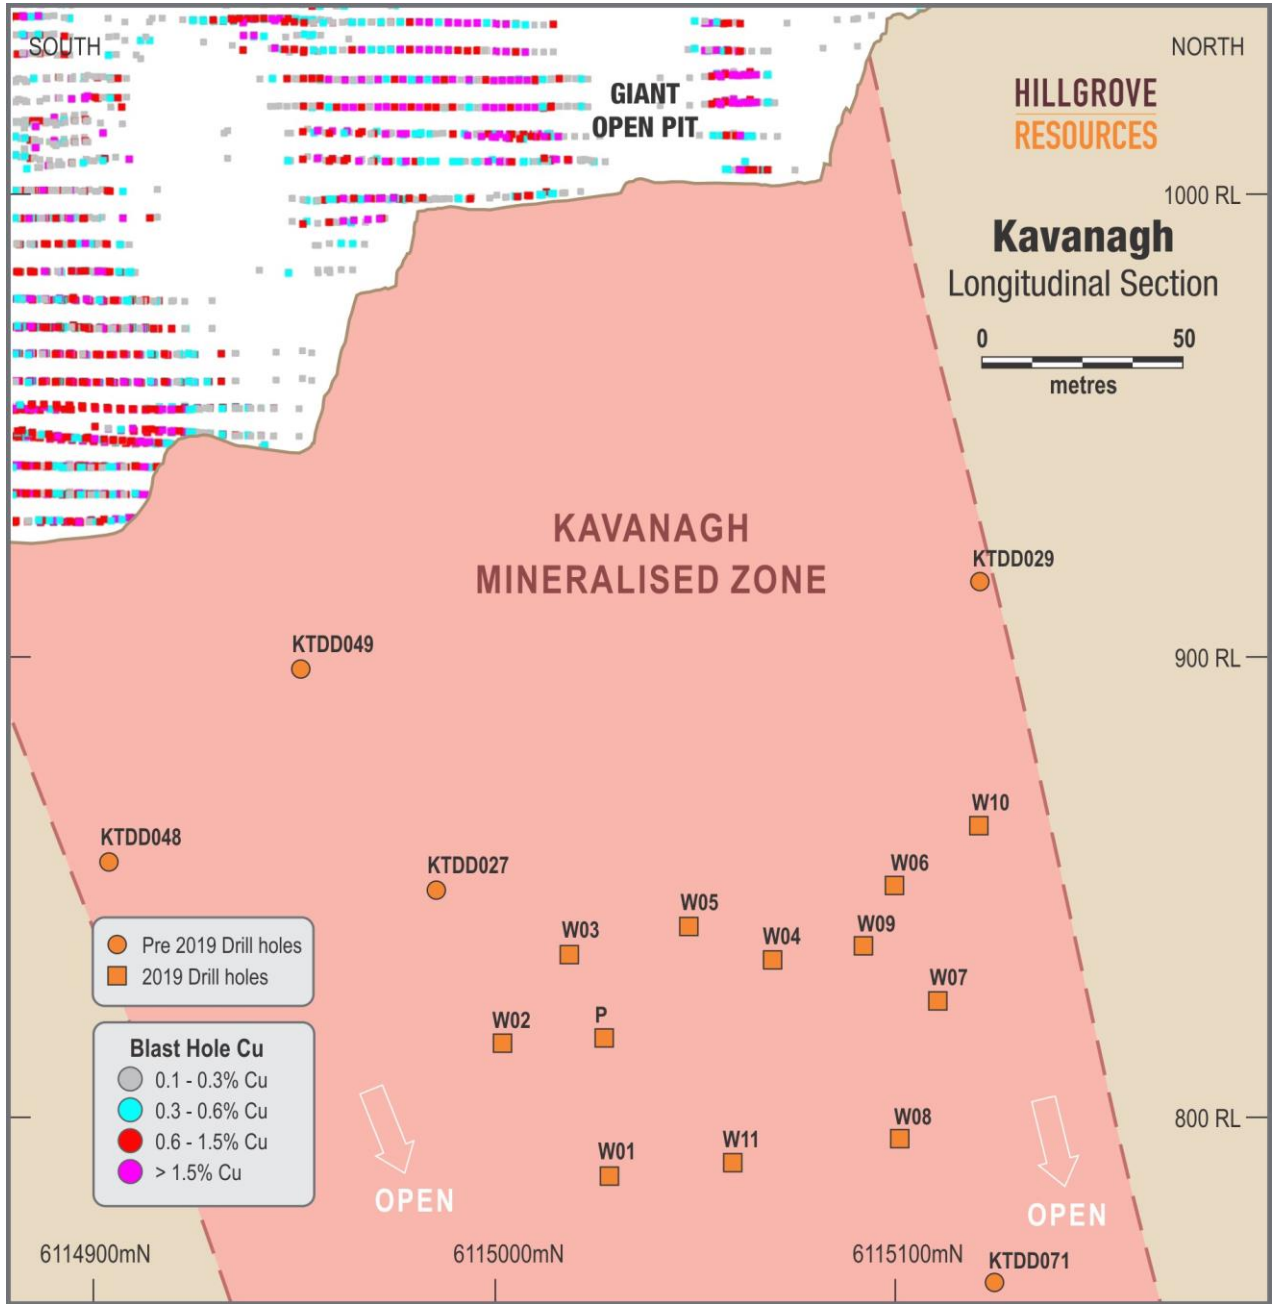 SOUTH
NORTH
GIANT
OPEN PIT
HILLGROVE
RESOURCES
1000 RL
Kavanagh
Longitudinal Section
0 50
metres
KAVANAGH
MINERALISED ZONE
KTDD029
KTDD049
900 RL
W10
KTDD048
KTDD027
W06
W05
W03
W04
W09
W07
Pre 2019 Drill holes
2019 Drill holes
W02
P
Blast Hole Cu
0.1 - 0.3% Cu
0.3 - 0.6% Cu
0.6 - 1.5% Cu
> 1.5% Cu
800 RL
W08
W01
W11
OPEN
OPEN
6114900mN
6115000mN
6115100mN
KTDD071